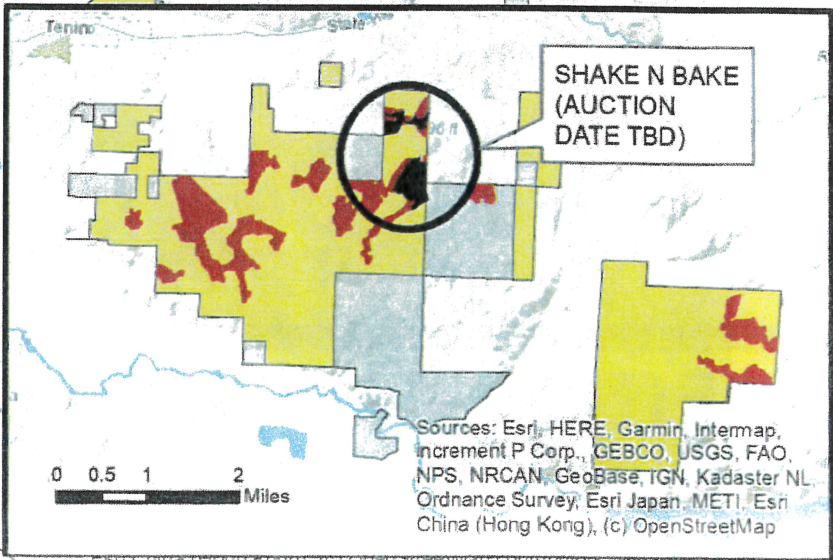 Tenino
State
SHAKE N BAKE
(AUCTION
DATE TBD)
Sources: Esri, HERE, Garmin, Intermap,
increment P Corp., GEBCO, USGS, FAO,
NPS, NRCAN, GeoBase, IGN, Kadaster NL,
Ordnance Survey, Esri Japan, METI, Esri
China (Hong Kong), (c) OpenStreetMap
0 0.5 1 2
Miles